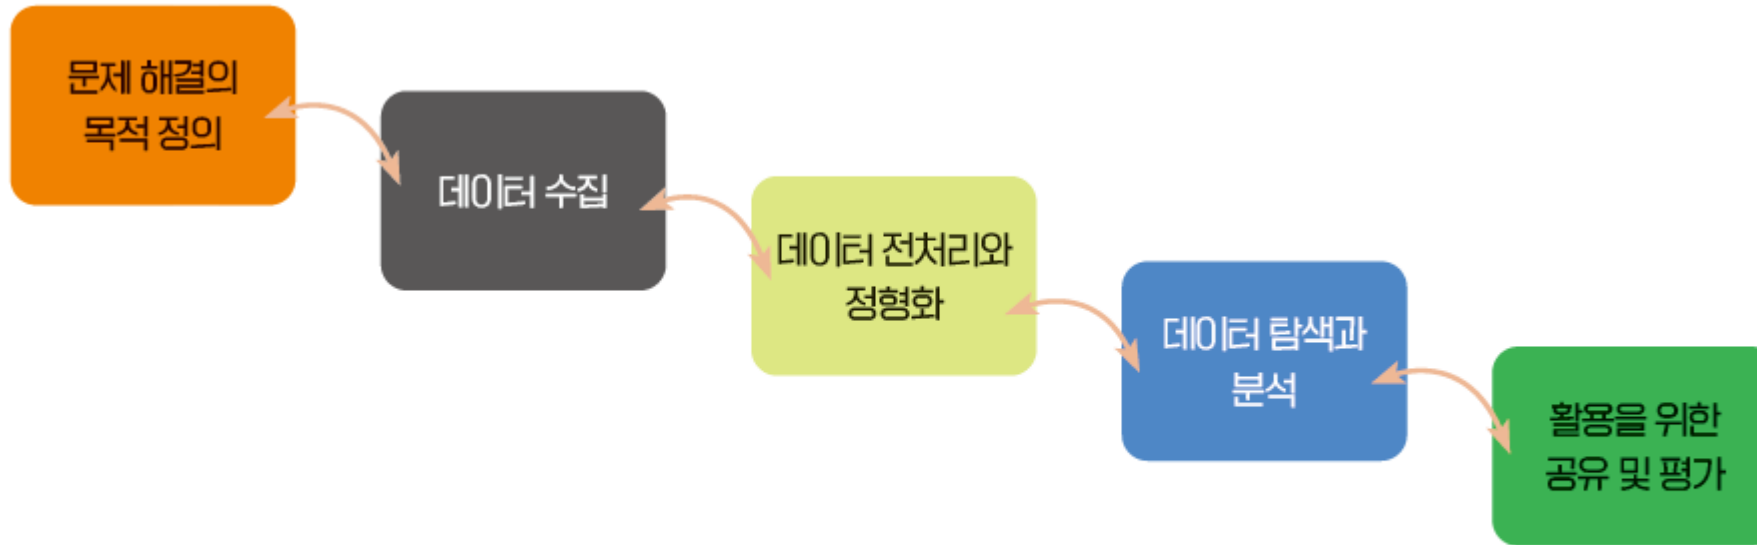 문제 해결의
목적 정의
데이터 수집
데이터 전처리와
정형화
데이터 탐색과
분석
활용을 위한
공유 및 평가